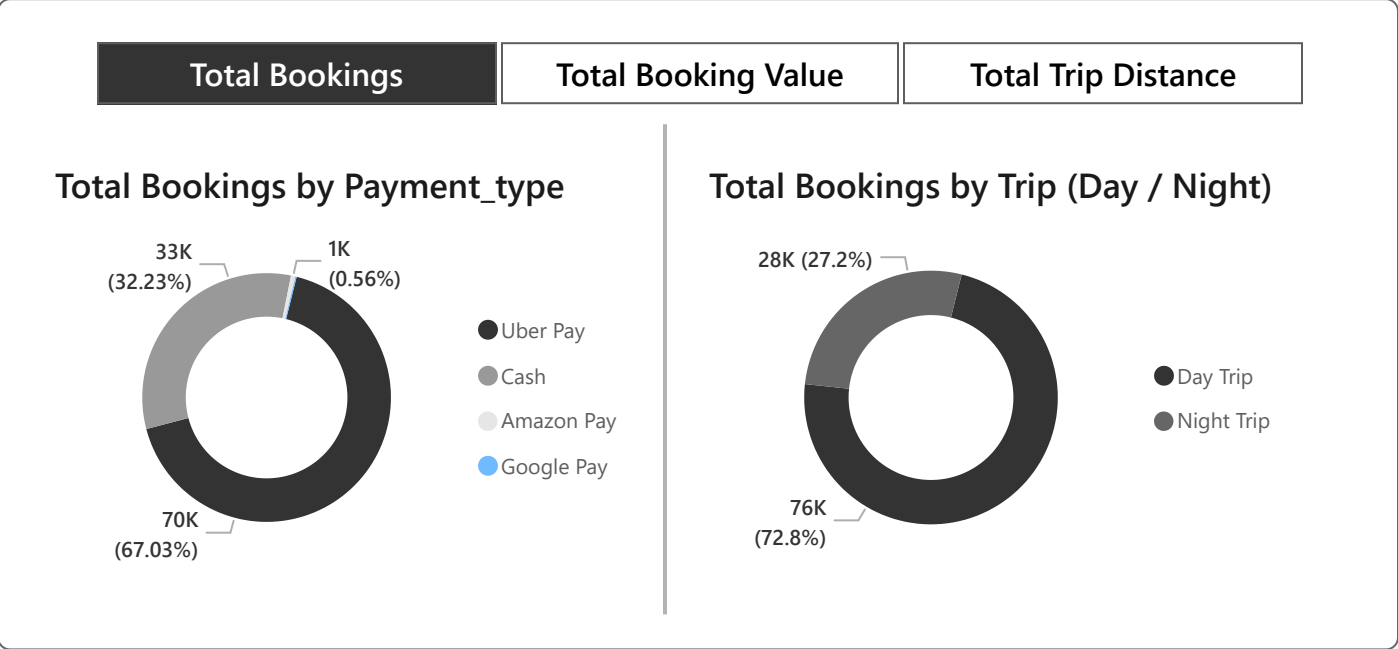 Total Bookings
Total Booking Value
Total Trip Distance
Total Bookings by Payment_type
33K
(32.23%)
1K
(0.56%)
70K
(67.03%)
Uber Pay
Cash
Amazon Pay
Google Pay
Total Bookings by Trip (Day / Night)
28K (27.2%)
76K
(72.8%)
Day Trip
Night Trip